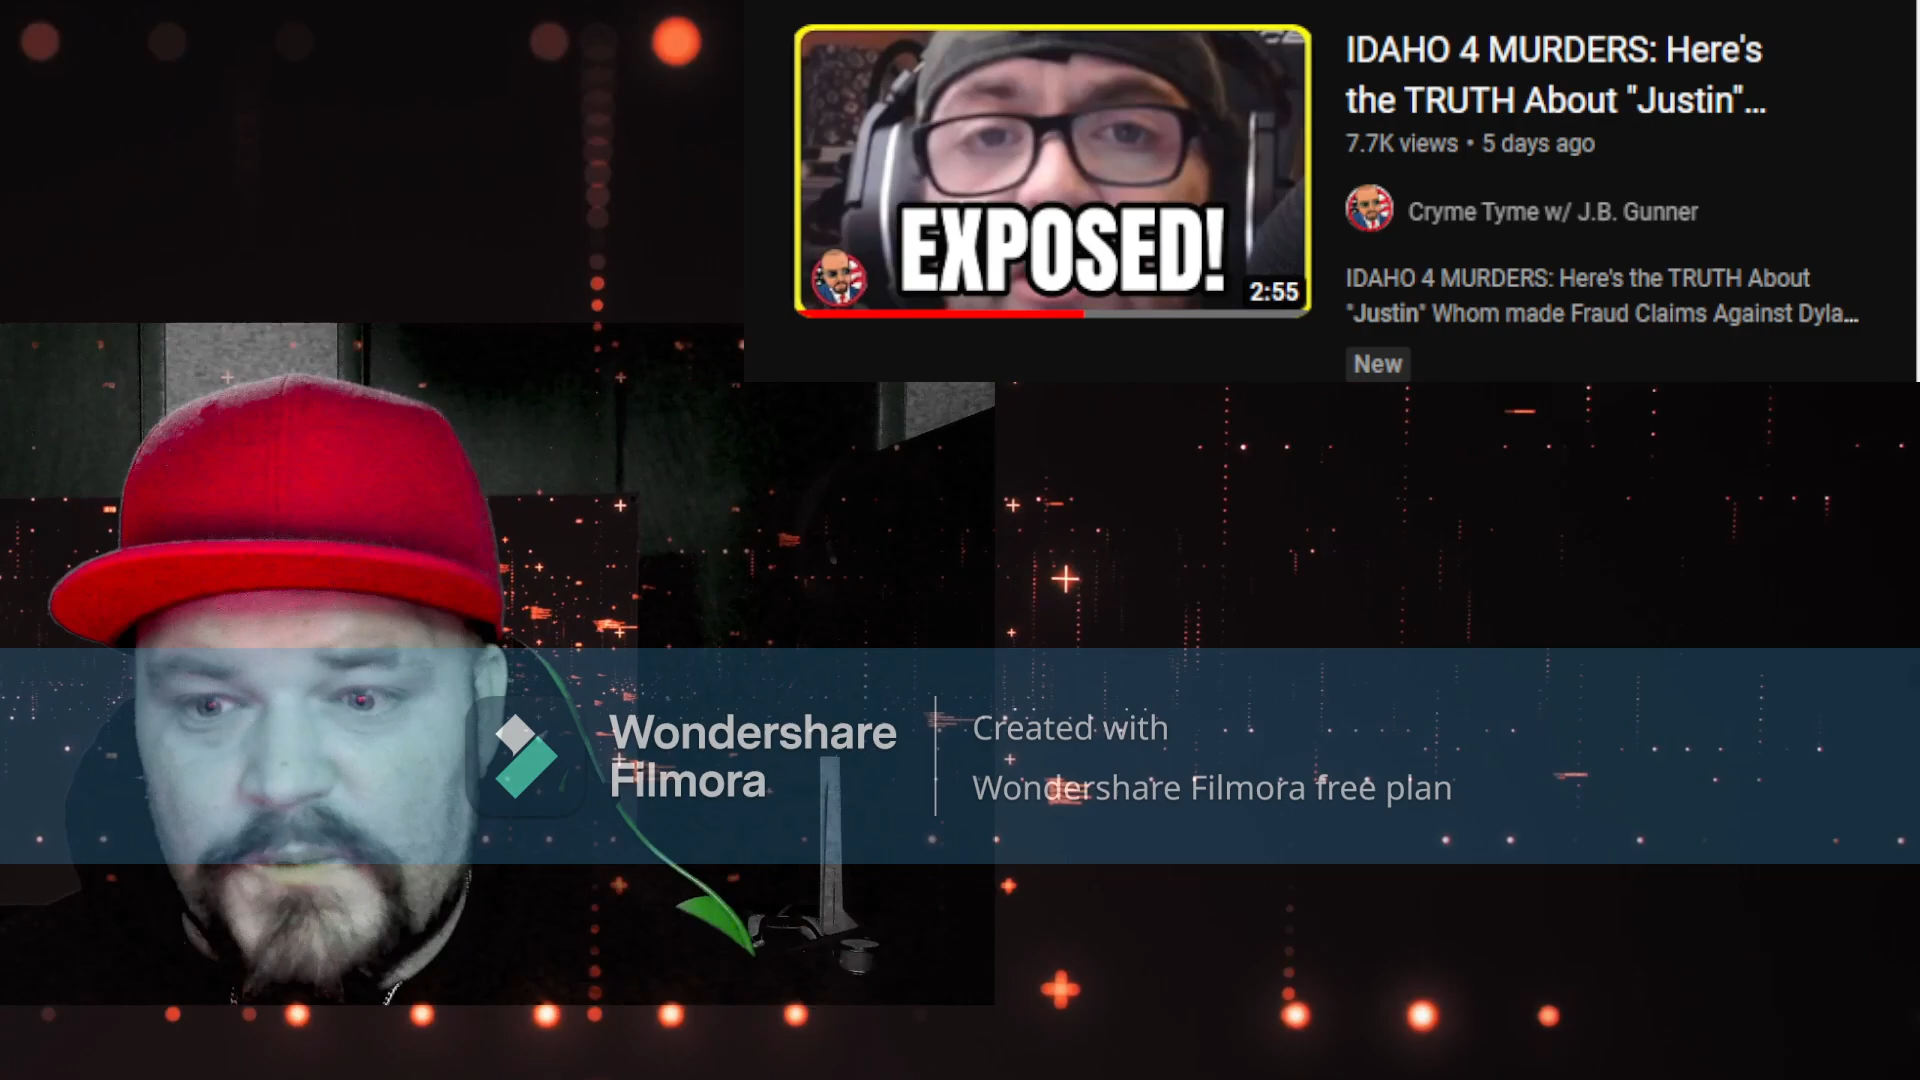 IDAHO 4 MURDERS: Here's
the TRUTH About "Justin"...
7.7K views • 5 days ago
Cryme Tyme w/ J.B. Gunner
IDAHO 4 MURDERS: Here's the TRUTH About
"Justin" Whom made Fraud Claims Against Dyla...
New
EXPOSED!
2:55
Wondershare
Filmora
Created with
Wondershare Filmora free plan